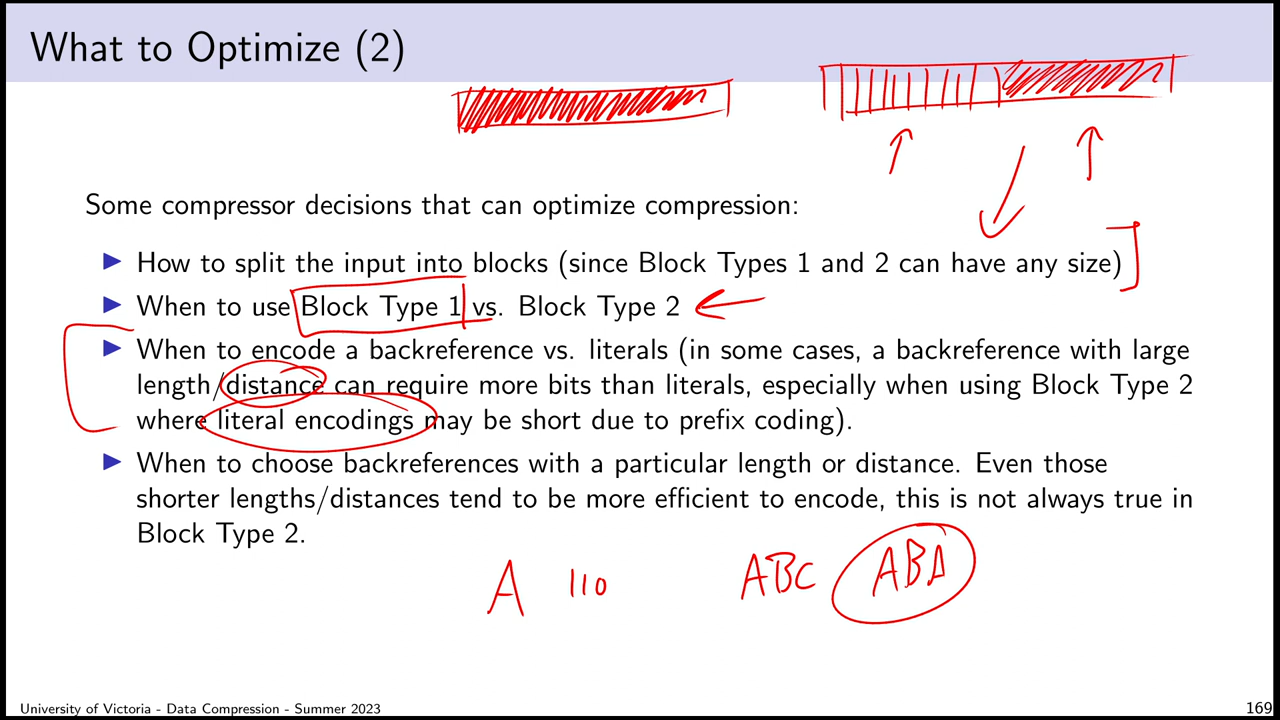 What to Optimize (2)
Some compressor decisions that can optimize compression:
How to split the input into blocks (since Block Types 1 and 2 can have any size)
When to use Block Type 1 vs. Block Type 2
When to encode a backreference vs. literals (in some cases, a backreference with large
length/distance can require more bits than literals, especially when using Block Type 2
where literal encodings may be short due to prefix coding).
When to choose backreferences with a particular length or distance. Even those
shorter lengths/distances tend to be more efficient to encode, this is not always true in
Block Type 2.
A 110 ABC ABA
University of Victoria - Data Compression - Summer 2023 169